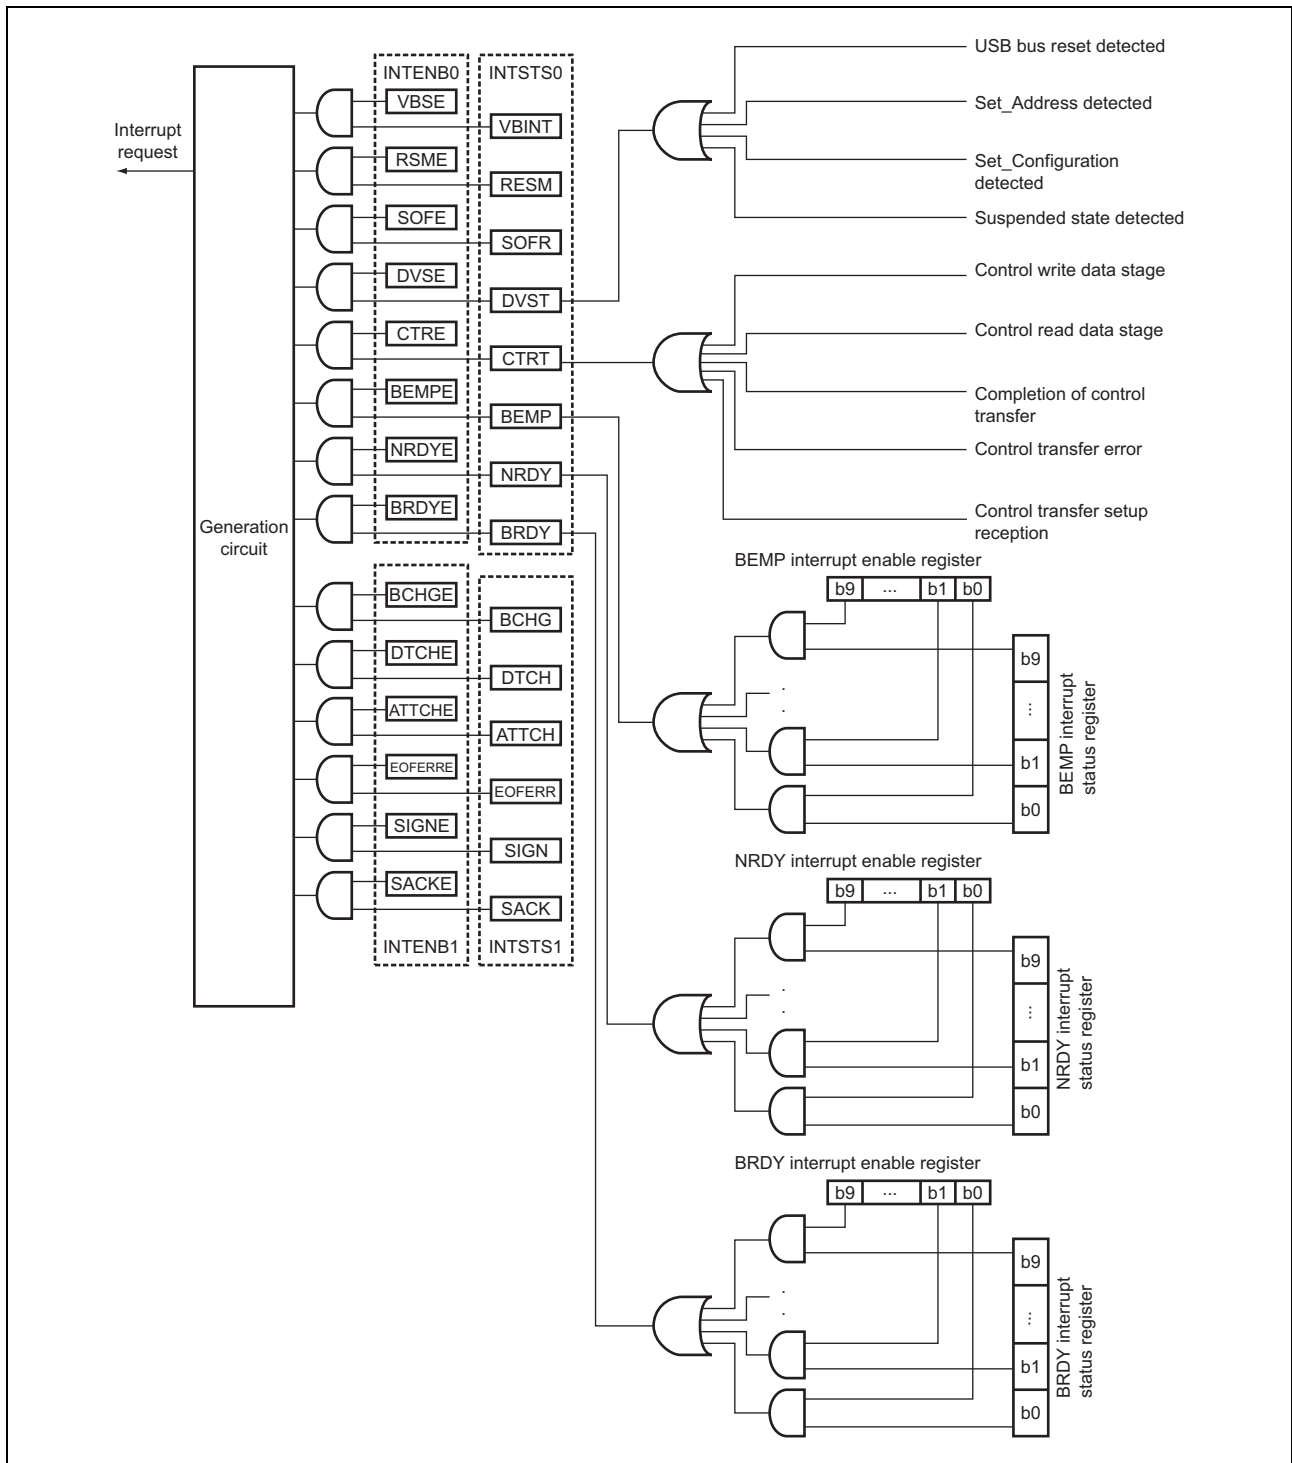 Interrupt
request
Generation
circuit
INTENB0
VBSE
RSME
SOFE
DVSE
CTRE
BEMPE
NRDYE
BRDYE
INTSTS0
VBINT
RESM
SOFR
DVST
CTRT
BEMP
NRDY
BRDY
BCHGE
DTCHE
ATTCHE
EOFERRE
SIGNE
SACKE
INTENB1
BCHG
DTCH
ATTCH
EOFERR
SIGN
SACK
INTSTS1
USB bus reset detected
Set_Address detected
Set_Configuration
detected
Suspended state detected
Control write data stage
Control read data stage
Completion of control
transfer
Control transfer error
Control transfer setup
reception
BEMP interrupt enable register
b9 ... b1 b0
b9
...
b1
b0
BEMP interrupt
status register
NRDY interrupt enable register
b9 ... b1 b0
b9
...
b1
b0
NRDY interrupt
status register
BRDY interrupt enable register
b9 ... b1 b0
b9
...
b1
b0
BRDY interrupt
status register